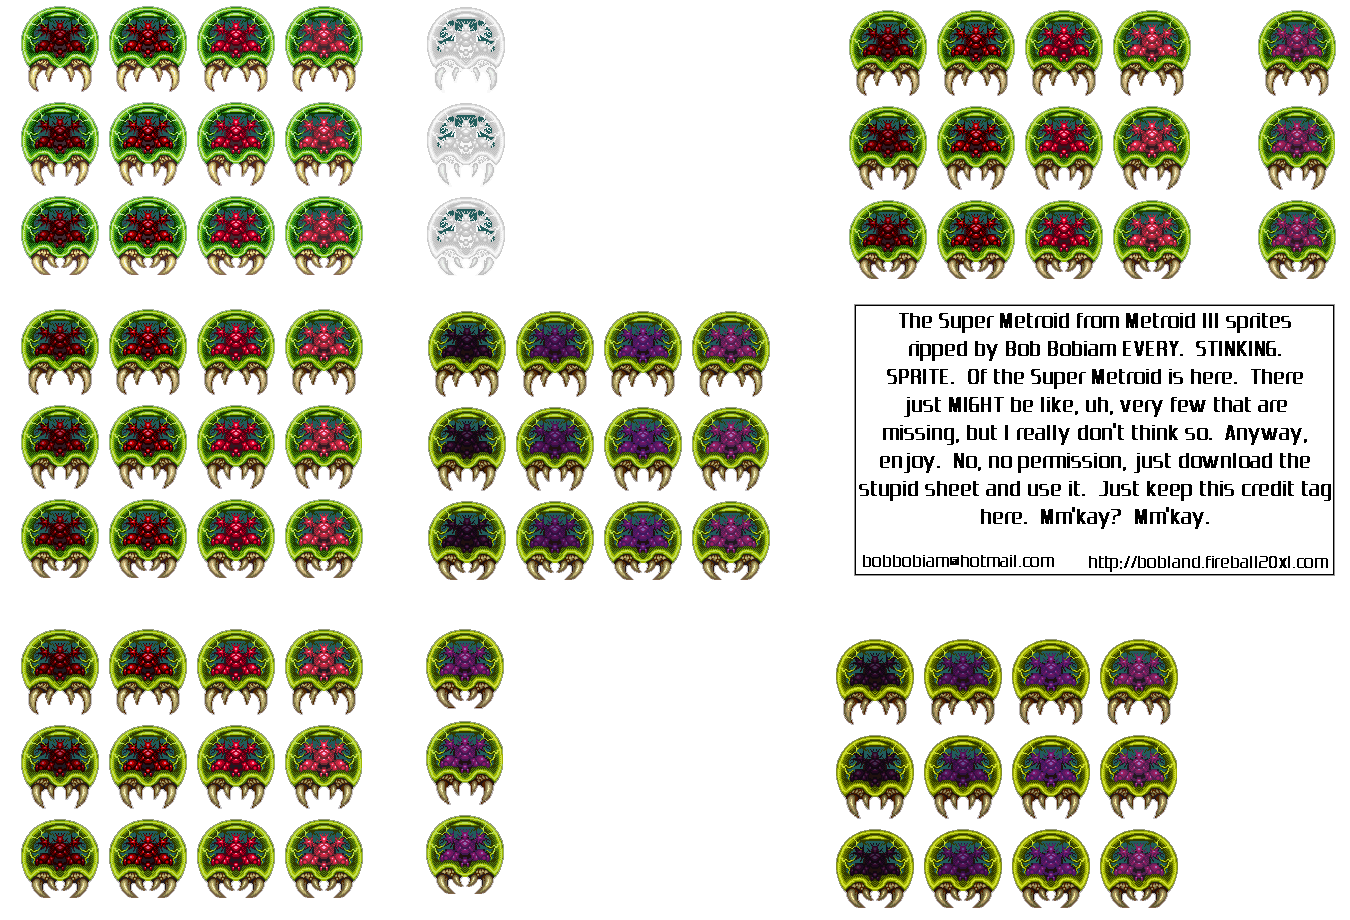 The Super Metroid from Metroid III sprites
ripped by Bob Bobiam EVERY.  STINKING.
SPRITE.  Of the Super Metroid is here.  There
just MIGHT be like, uh, very few that are
missing, but I really don't think so.  Anyway,
enjoy.  No, no permission, just download the
stupid sheet and use it.  Just keep this credit tag
here.  Mm'kay?  Mm'kay.
bobbobiam@hotmail.com
http://bobland.fireball20xl.com